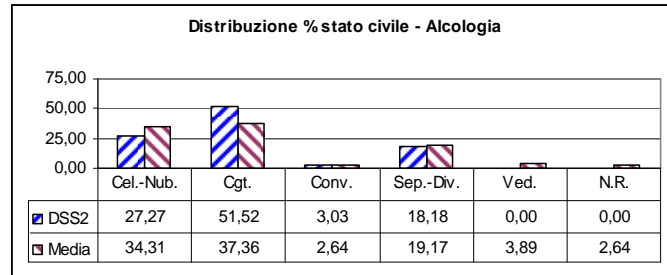 Distribuzione % stato civile - Alcologia
75,00
50,00
25,00
0,00
Cel.-Nub. Cgt. Conv. Sep.-Div. Ved. N.R.
DSS2 27,27 51,52 3,03 18,18 0,00 0,00
Media 34,31 37,36 2,64 19,17 3,89 2,64